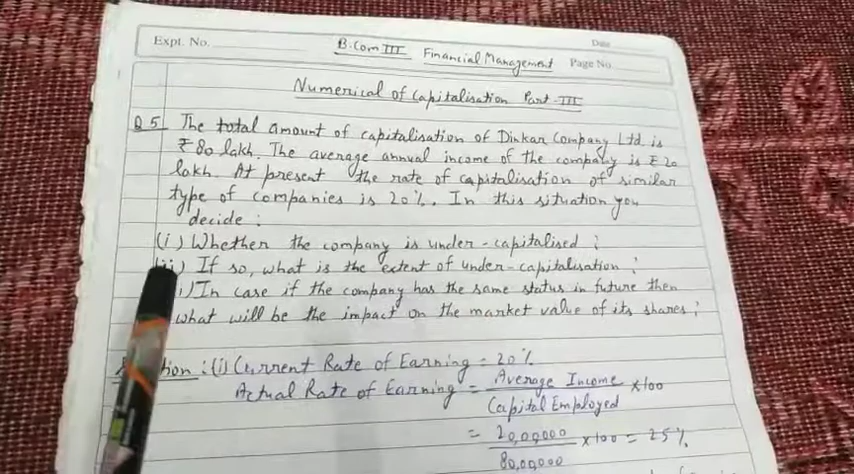 Expt. No.
B.Com III Financial Management
Date
Page No.
Numerical of Capitalisation Part-III
Q 5 The total amount of capitalisation of Dinkar Company Ltd. is
₹ 80 lakh. The average annual income of the company is ₹ 20
lakh. At present the rate of capitalisation of similar
type of companies is 20%. In this situation you
decide :
(i) Whether the company is under-capitalised ;
(ii) If so, what is the extent of under-capitalisation ;
In case if the company has the same status in future then
what will be the impact on the market value of its shares ;
: (i) Current Rate of Earning = 20%
Actual Rate of Earning = Average Income × 100
Capital Employed
= 20,00,000 × 100 = 25%
80,00,000